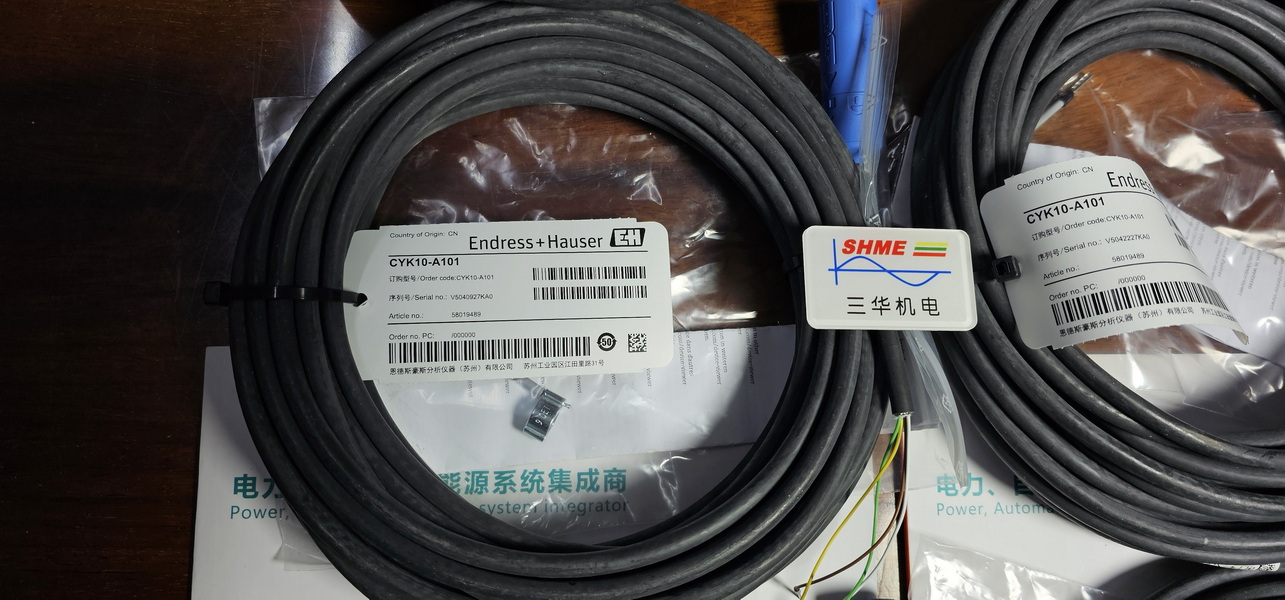 Country of Origin: CN
Endress+Hauser EH
CYK10-A101
订购型号/Order code:CYK10-A101
序列号/Serial no.: V5040927KA0
Article no.: 58019489
Order no. PC: /000000
50
恩德斯豪斯分析仪器（苏州）有限公司 苏州工业园区江田里路31号
SHME
三华机电
Country of Origin: CN
CYK10-A101
订购型号/Order code:CYK10-A101
序列号/Serial no.: V5042227KA0
Article no.: 58019489
Order no. PC: /000000
恩德斯豪斯分析仪器（苏州）有限公司
电力
能源系统集成商
Power,
system integrator
电力、
Power,